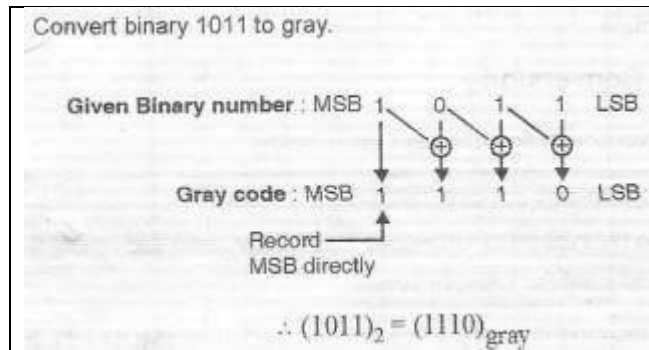 Convert binary 1011 to gray.
Given Binary number : MSB 1 0 1 1 LSB
Gray code : MSB 1 1 1 0 LSB
Record
MSB directly
∴ (1011)₂ = (1110)gray